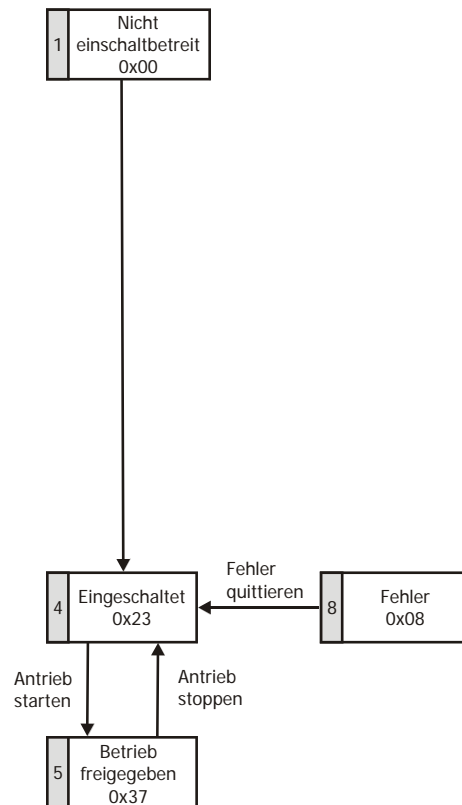 1
Nicht
einschaltbetreit
0x00
4
Eingeschaltet
0x23
Fehler
quittieren
8
Fehler
0x08
Antrieb
starten
Antrieb
stoppen
5
Betrieb
freigegeben
0x37